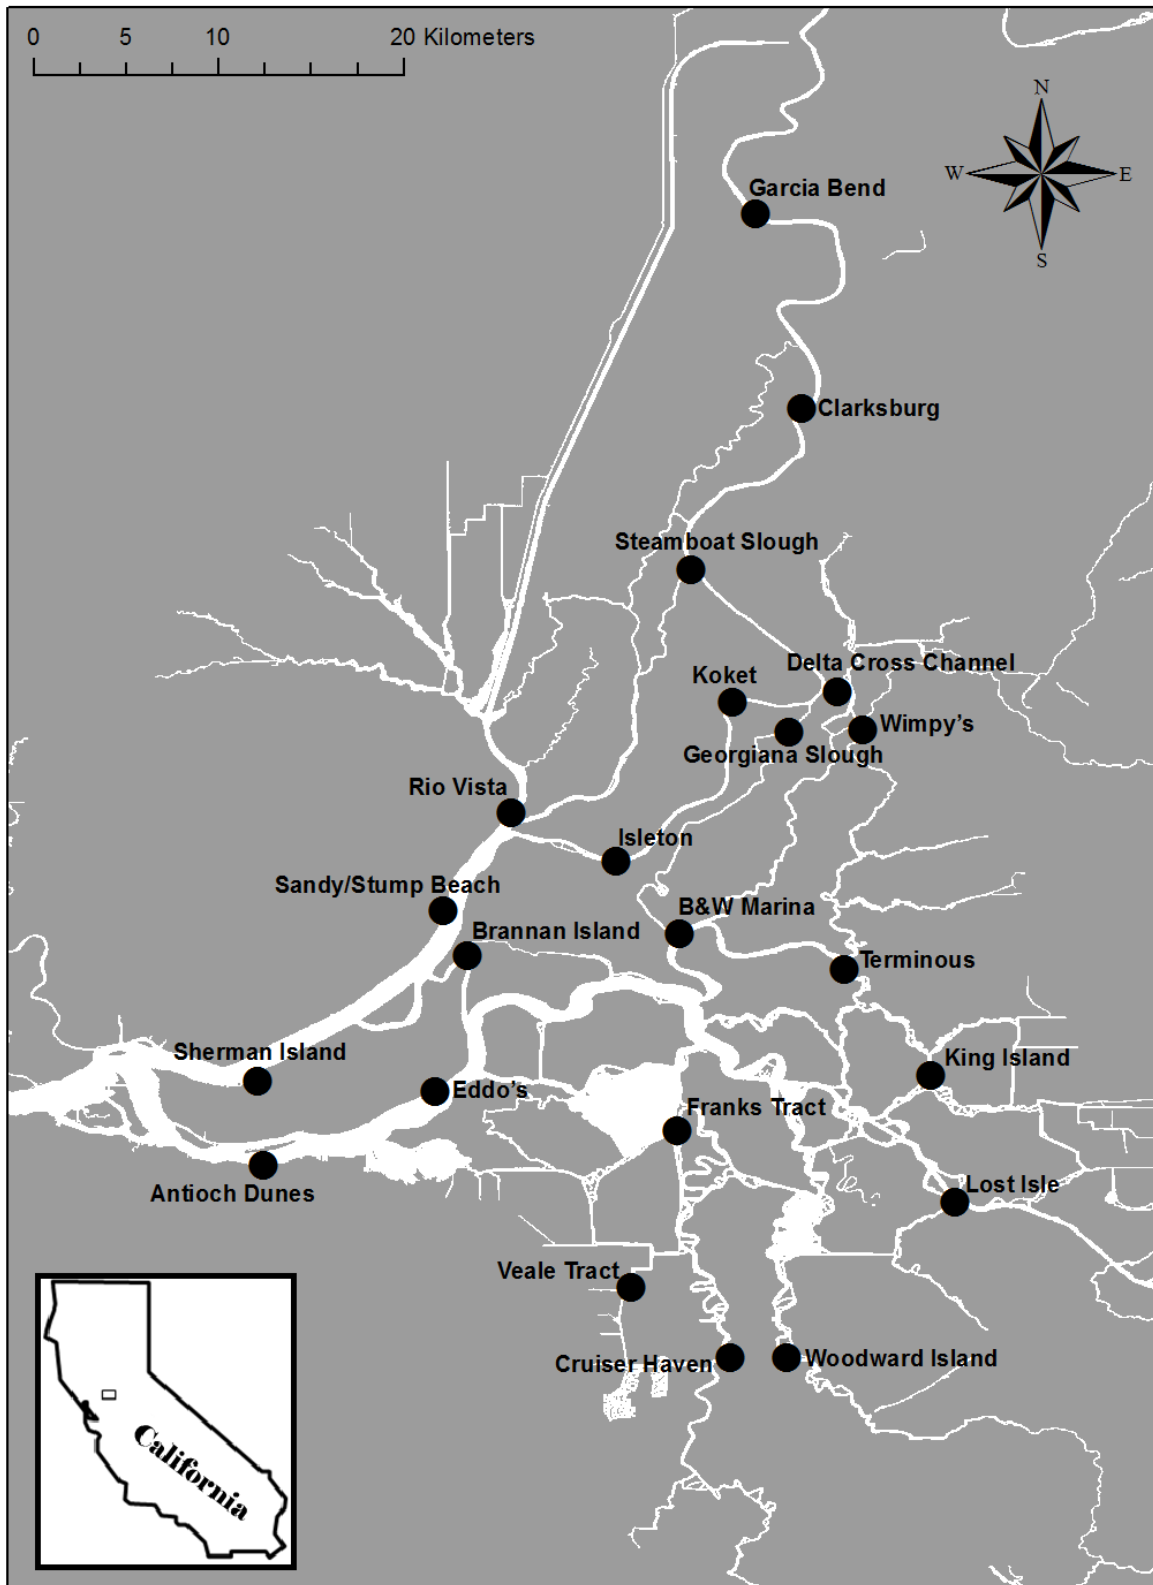 0 5 10 20 Kilometers
N
W E
S
Garcia Bend
Clarksburg
Steamboat Slough
Delta Cross Channel
Koket
Wimpy's
Georgiana Slough
Rio Vista
Isleton
Sandy/Stump Beach
B&W Marina
Brannan Island
Terminous
Sherman Island
King Island
Eddo's
Franks Tract
Antioch Dunes
Lost Isle
Veale Tract
Cruiser Haven
Woodward Island
California